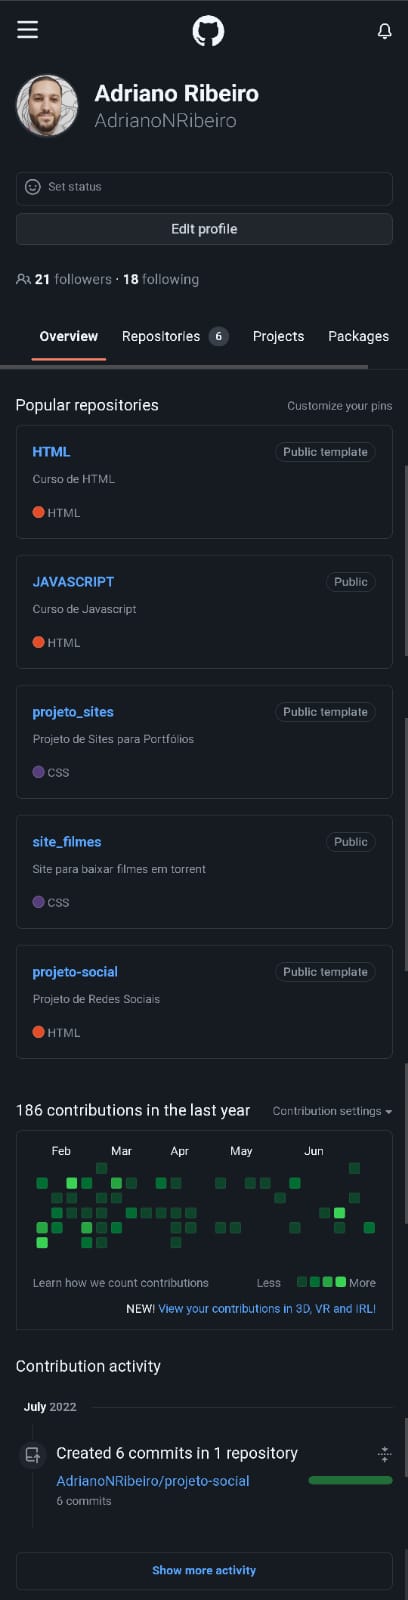 Adriano Ribeiro
AdrianoNRibeiro
Set status
Edit profile
21 followers · 18 following
Overview Repositories 6 Projects Packages
Popular repositories Customize your pins
HTML Public template
Curso de HTML
HTML
JAVASCRIPT Public
Curso de Javascript
HTML
projeto_sites Public template
Projeto de Sites para Portfólios
CSS
site_filmes Public
Site para baixar filmes em torrent
CSS
projeto-social Public template
Projeto de Redes Sociais
HTML
186 contributions in the last year Contribution settings
Feb Mar Apr May Jun
Learn how we count contributions Less More
NEW! View your contributions in 3D, VR and IRL!
Contribution activity
July 2022
Created 6 commits in 1 repository
AdrianoNRibeiro/projeto-social
6 commits
Show more activity